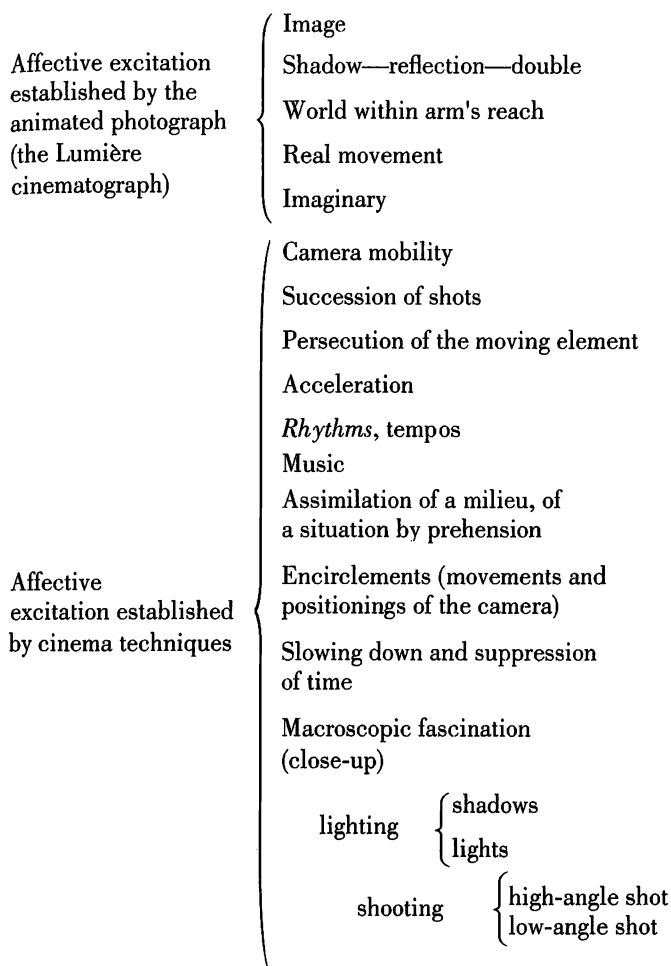 Affective excitation
established by the
animated photograph
(the Lumière
cinematograph)
Image
Shadow—reflection—double
World within arm's reach
Real movement
Imaginary
Affective
excitation established
by cinema techniques
Camera mobility
Succession of shots
Persecution of the moving element
Acceleration
Rhythms, tempos
Music
Assimilation of a milieu, of
a situation by prehension
Encirclements (movements and
positionings of the camera)
Slowing down and suppression
of time
Macroscopic fascination
(close-up)
lighting
shadows
lights
shooting
high-angle shot
low-angle shot